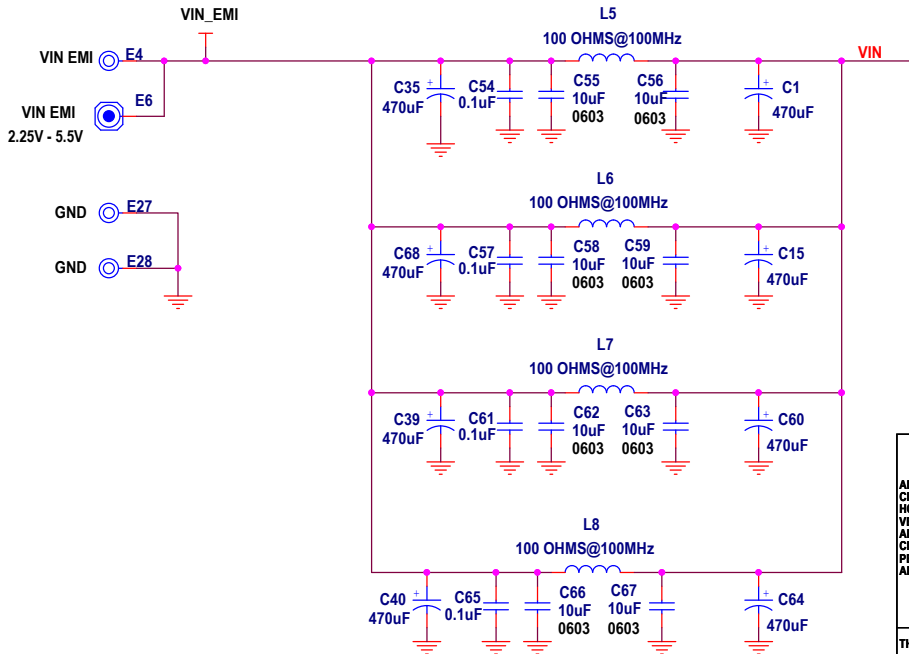 VIN_EMI
VIN EMI E4
E6
VIN EMI
2.25V - 5.5V
GND E27
GND E28
L5
100 OHMS@100MHz
VIN
C35 + 470uF
C54 0.1uF
C55 10uF 0603
C56 10uF 0603
+ C1 470uF
L6
100 OHMS@100MHz
C68 + 470uF
C57 0.1uF
C58 10uF 0603
C59 10uF 0603
+ C15 470uF
L7
100 OHMS@100MHz
C39 + 470uF
C61 0.1uF
C62 10uF 0603
C63 10uF 0603
+ C60 470uF
L8
100 OHMS@100MHz
C40 + 470uF
C65 0.1uF
C66 10uF 0603
C67 10uF 0603
+ C64 470uF